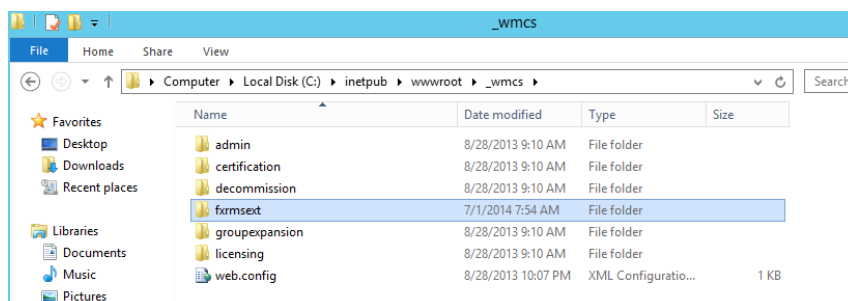 _wmcs
File Home Share View
Computer Local Disk (C:) inetpub wwwroot _wmcs Search
Name Date modified Type Size
Favorites
Desktop
Downloads
Recent places
Libraries
Documents
Music
Pictures
admin 8/28/2013 9:10 AM File folder
certification 8/28/2013 9:10 AM File folder
decommission 8/28/2013 9:10 AM File folder
fxrmsext 7/1/2014 7:54 AM File folder
groupexpansion 8/28/2013 9:10 AM File folder
licensing 8/28/2013 9:10 AM File folder
web.config 8/28/2013 10:07 PM XML Configuratio... 1 KB